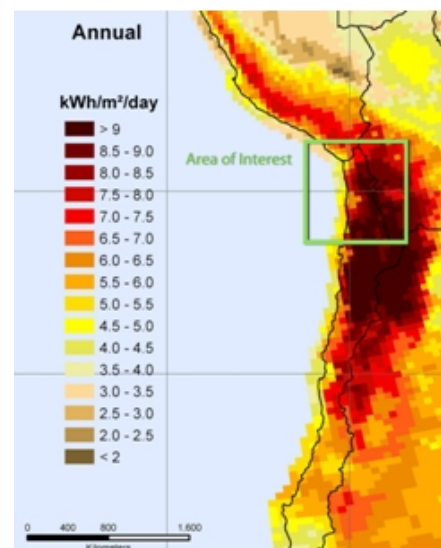 Annual
kWh/m²/day
> 9
8.5 - 9.0
8.0 - 8.5
7.5 - 8.0
7.0 - 7.5
6.5 - 7.0
6.0 - 6.5
5.5 - 6.0
5.0 - 5.5
4.5 - 5.0
4.0 - 4.5
3.5 - 4.0
3.0 - 3.5
2.5 - 3.0
2.0 - 2.5
< 2
Area of Interest
0 400 800 1,600
Kilometers